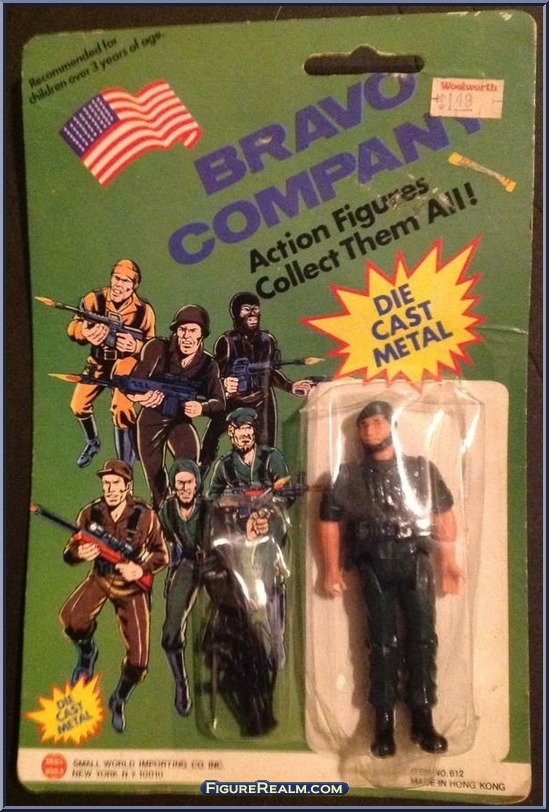 Recommended for
children over 3 years of age.
Woolworth
$1.49
BRAVO
COMPANY
Action Figures
Collect Them All!
DIE
CAST
METAL
DIE
CAST
METAL
SMALL WORLD IMPORTING CO. INC.
NEW YORK N.Y. 10010
ITEM NO. 612
MADE IN HONG KONG
FIGUREREALM.COM